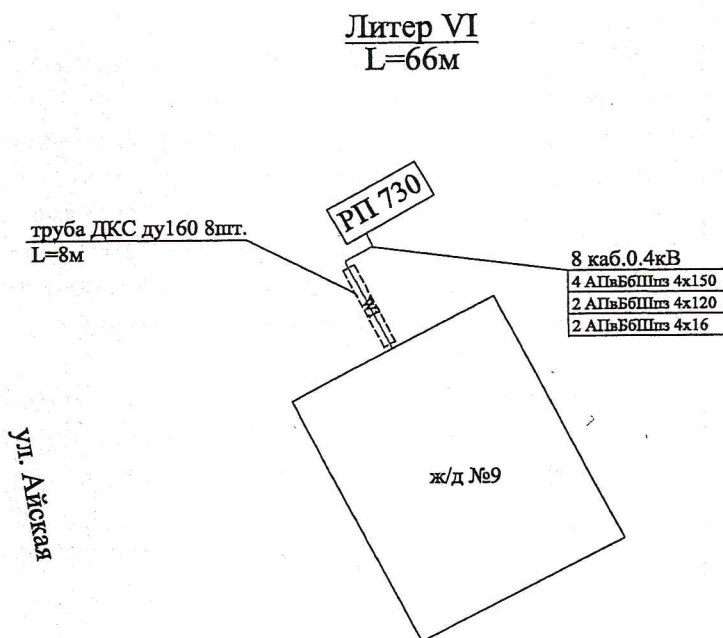 Литер VI
L=66м
РП 730
труба ДКС ду160 8шт.
L=8м
8 каб.0.4кВ
4 АПвБбШпз 4х150
2 АПвБбШпз 4х120
2 АПвБбШпз 4х16
ж/д №9
ул. Айская